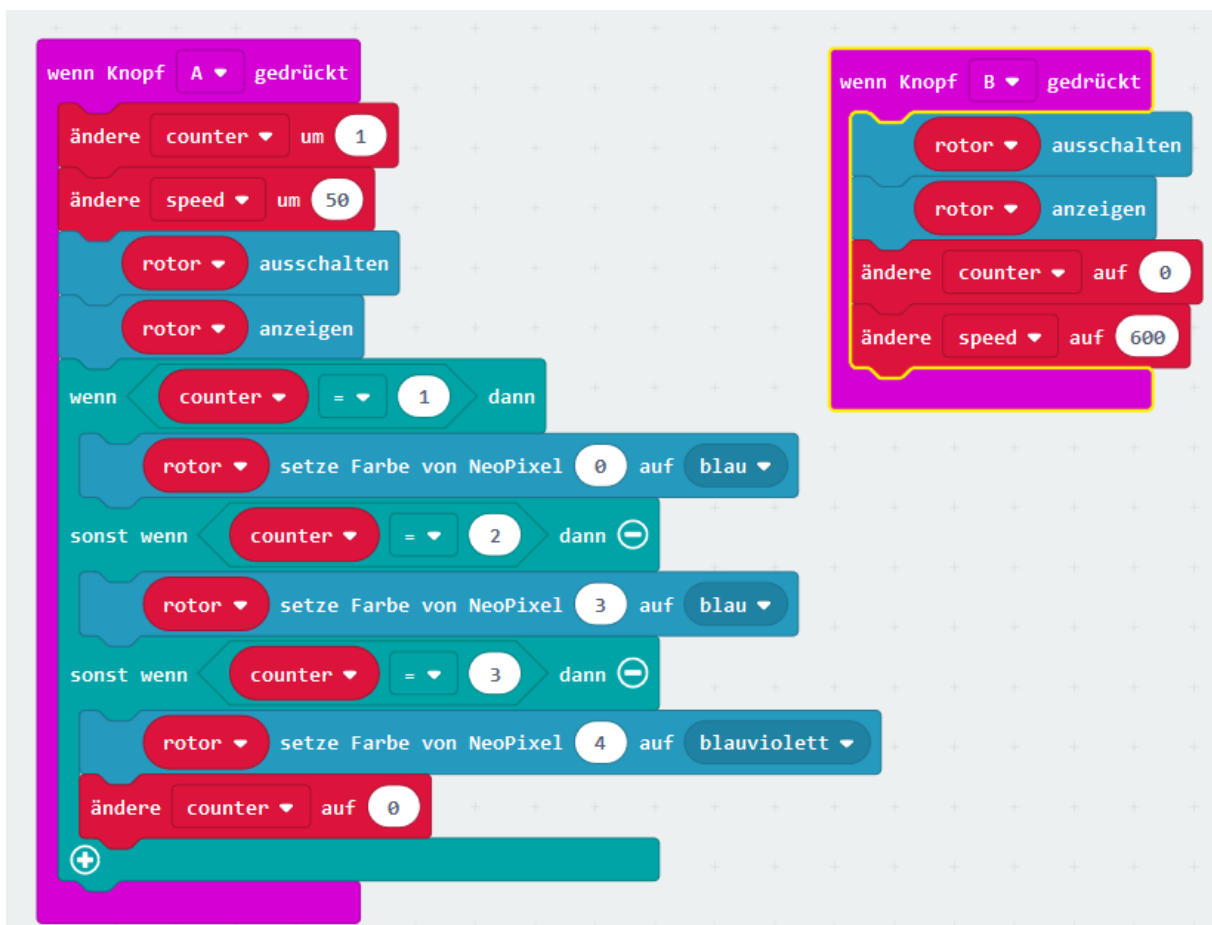 wenn Knopf A gedrückt
ändere counter um 1
ändere speed um 50
rotor ausschalten
rotor anzeigen
wenn counter = 1 dann
rotor setze Farbe von NeoPixel 0 auf blau
sonst wenn counter = 2 dann
rotor setze Farbe von NeoPixel 3 auf blau
sonst wenn counter = 3 dann
rotor setze Farbe von NeoPixel 4 auf blauviolett
ändere counter auf 0
wenn Knopf B gedrückt
rotor ausschalten
rotor anzeigen
ändere counter auf 0
ändere speed auf 600